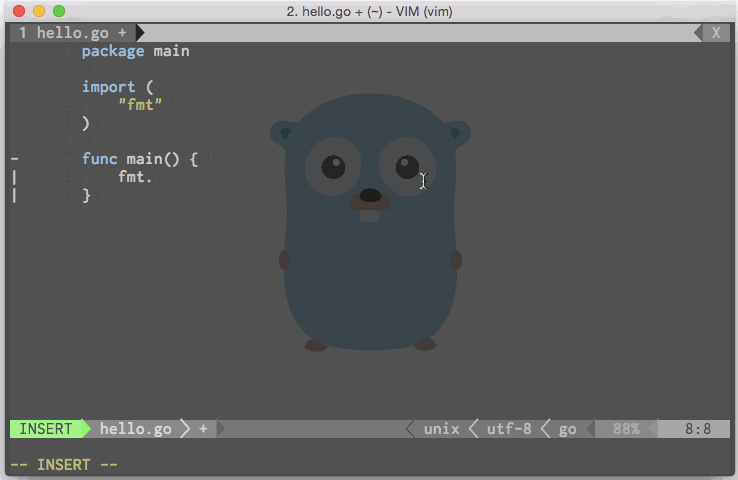 2. hello.go + (~) - VIM (vim)
1 hello.go + X
package main
import (
"fmt"
)
- func main() {
| fmt.
| }
INSERT hello.go + unix utf-8 go 88% 8:8
-- INSERT --